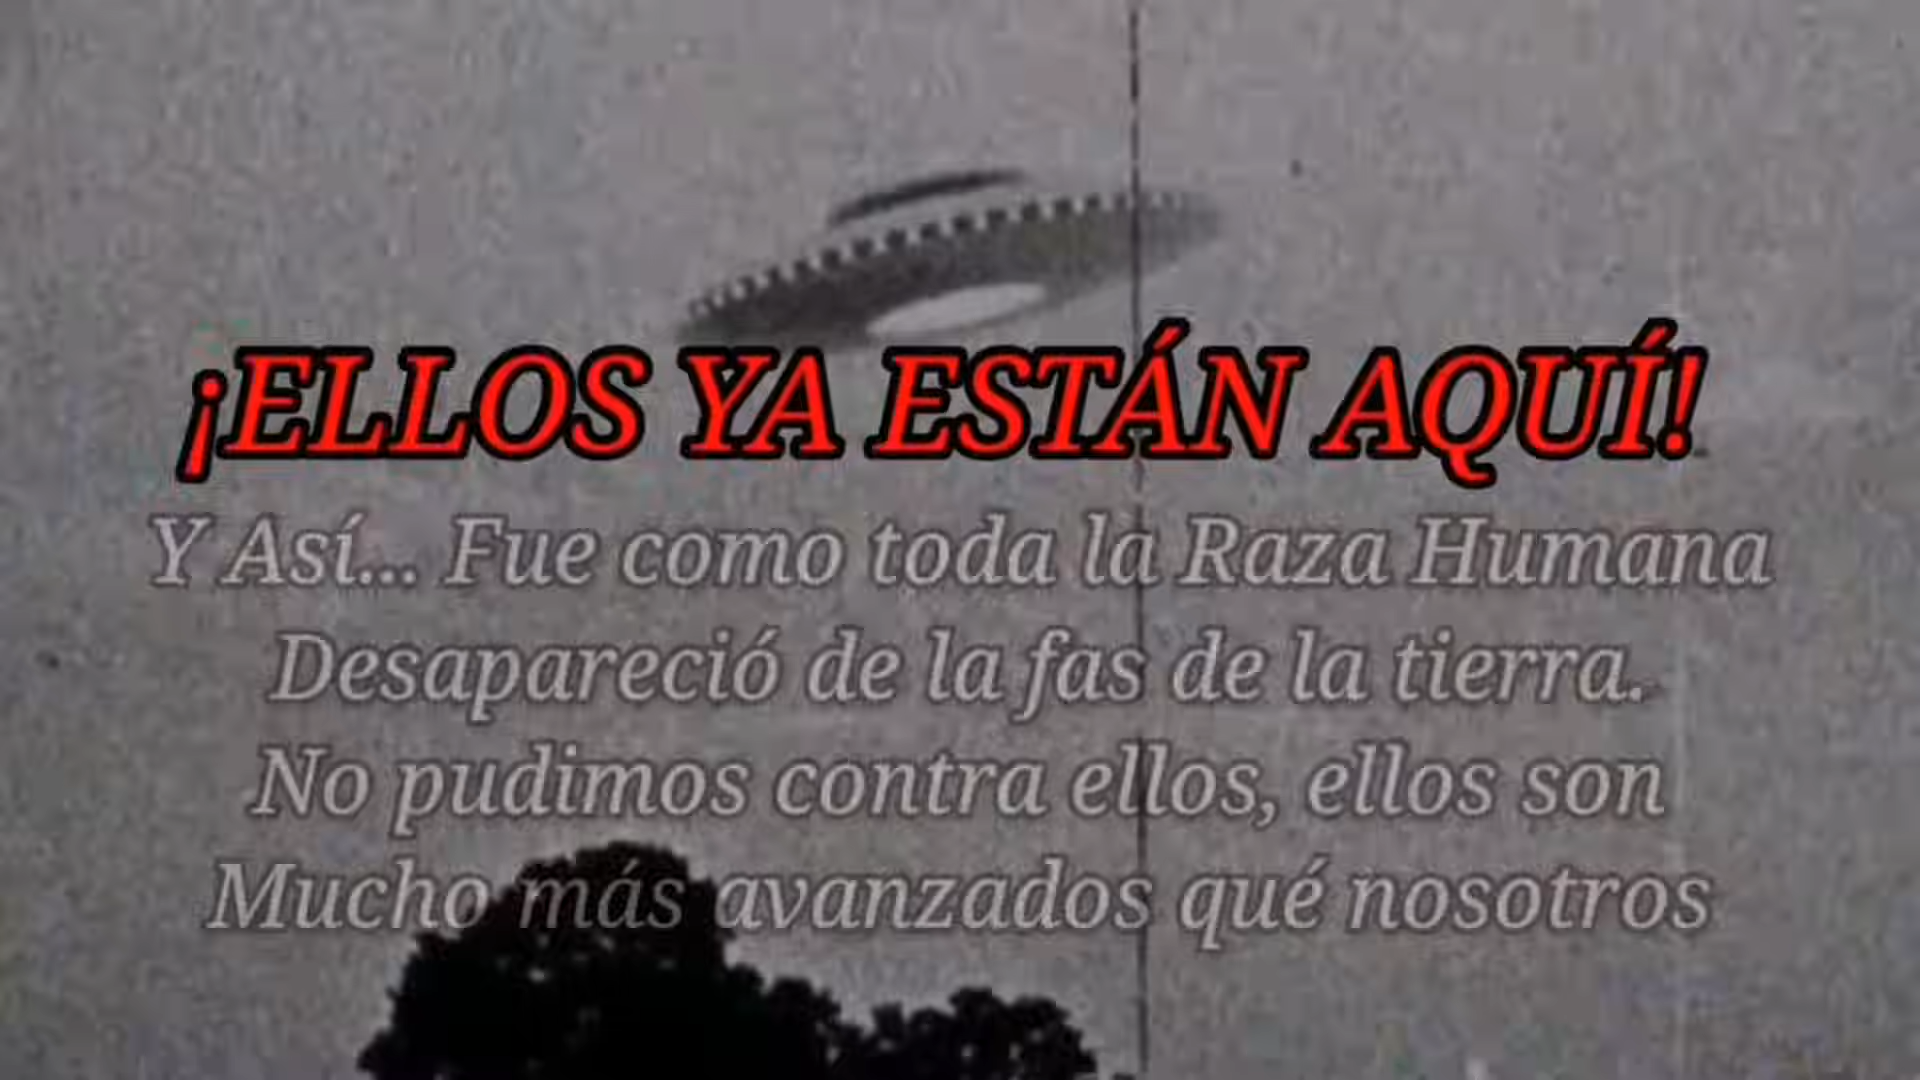 ¡ELLOS YA ESTÁN AQUÍ!
Y Así... Fue como toda la Raza Humana
Desapareció de la fas de la tierra.
No pudimos contra ellos, ellos son
Mucho más avanzados qué nosotros